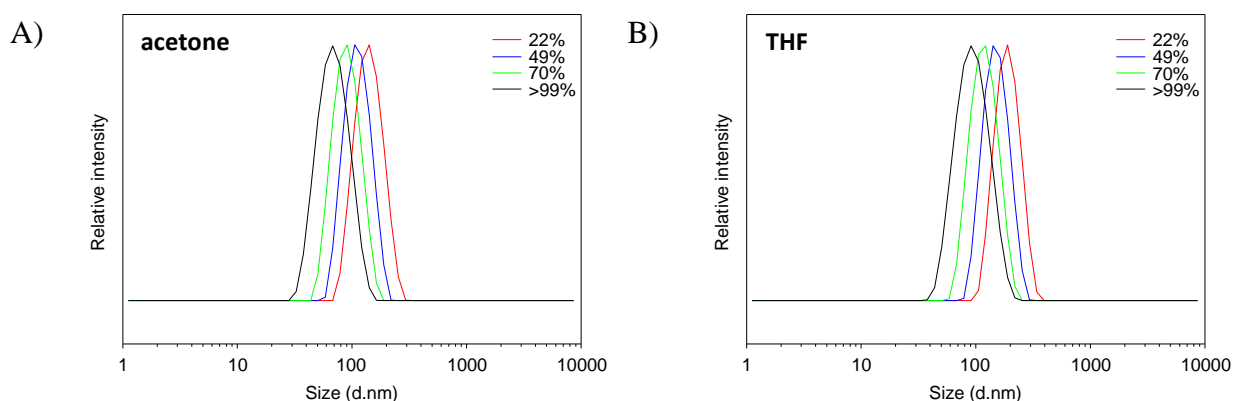 A)
acetone
22%
49%
70%
>99%
Relative intensity
1 10 100 1000 10000
Size (d.nm)
B)
THF
22%
49%
70%
>99%
Relative intensity
1 10 100 1000 10000
Size (d.nm)